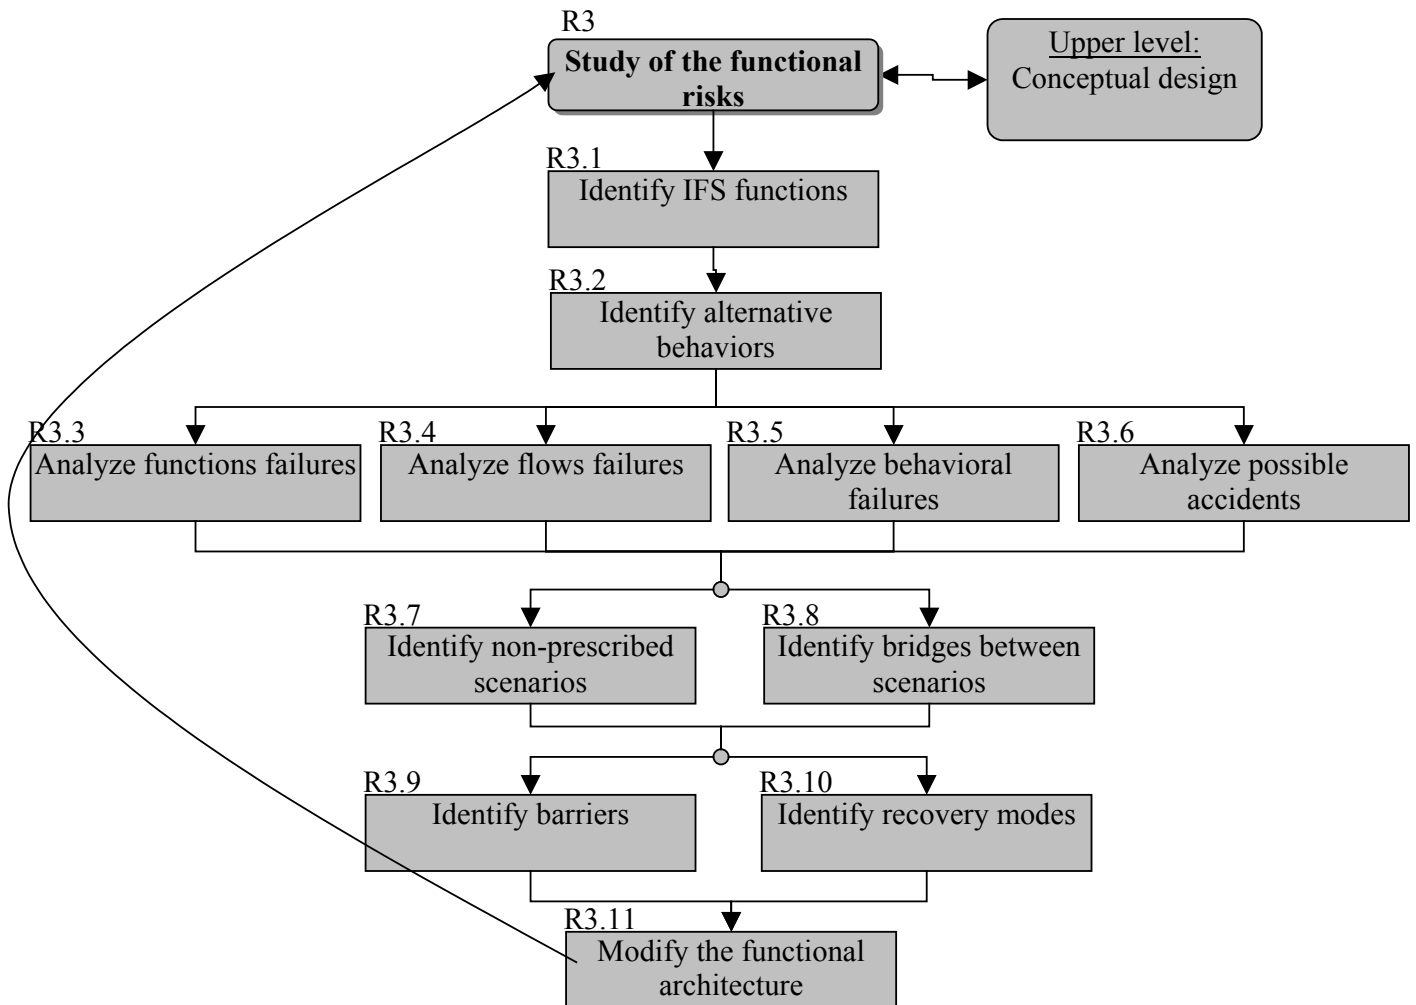 R3
Study of the functional
risks
Upper level:
Conceptual design
R3.1
Identify IFS functions
R3.2
Identify alternative
behaviors
R3.3
Analyze functions failures
R3.4
Analyze flows failures
R3.5
Analyze behavioral
failures
R3.6
Analyze possible
accidents
R3.7
Identify non-prescribed
scenarios
R3.8
Identify bridges between
scenarios
R3.9
Identify barriers
R3.10
Identify recovery modes
R3.11
Modify the functional
architecture